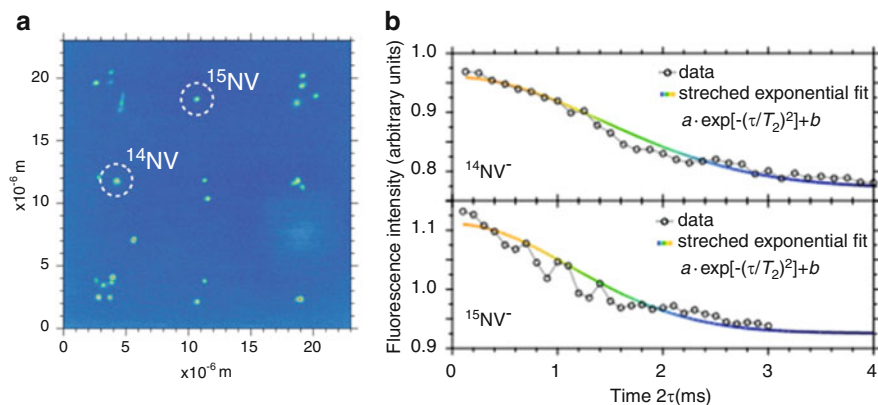 a
20
15
10
5
0
x10⁻⁶ m
0
5
10
15
20
x10⁻⁶ m
¹⁵NV
¹⁴NV
b
Fluorescence intensity (arbitrary units)
1.0
0.9
0.8
data
streched exponential fit
a·exp[-(τ/T₂)²]+b
¹⁴NV⁻
1.1
1.0
0.9
data
streched exponential fit
a·exp[-(τ/T₂)²]+b
¹⁵NV⁻
0
1
2
3
4
Time 2τ(ms)